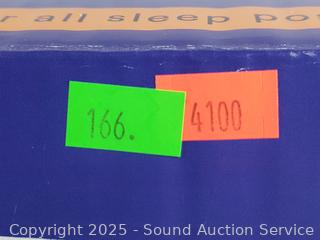 r all sleep po
166.
4100
Copyright 2025 - Sound Auction Service